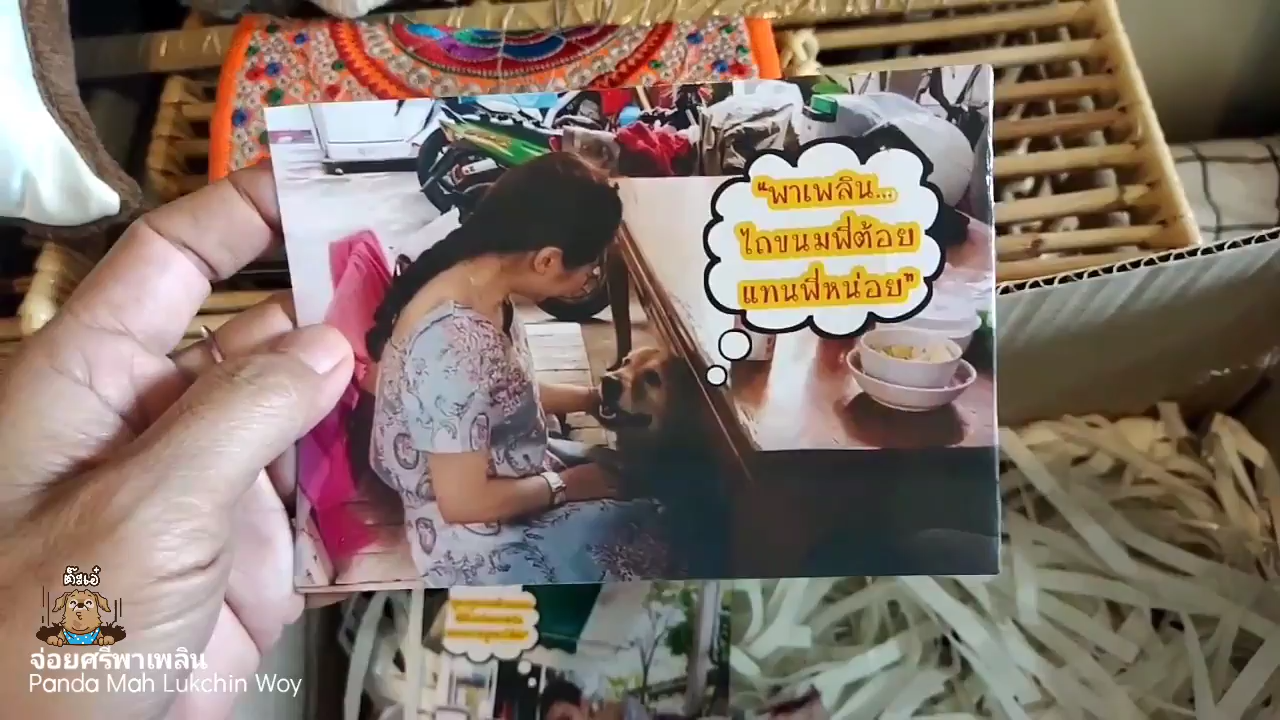 “พาเพลิน...
ไถขนมพี่ต้อย
แทนพี่หน่อย”
ต๊ะเอ๋
จ่อยศรีพาเพลิน
Panda Mah Lukchin Woy